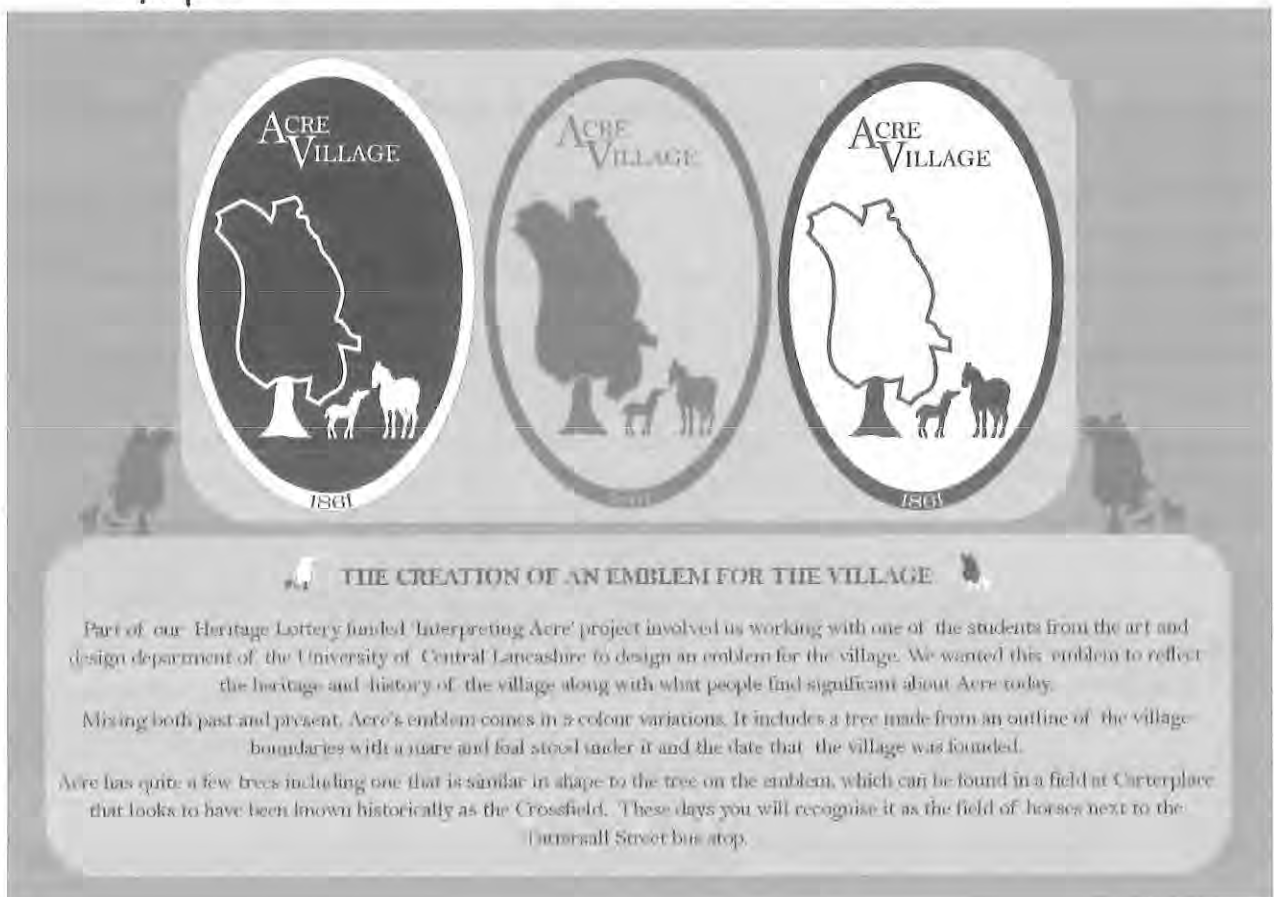 ACRE
VILLAGE
1861
ACRE
VILLAGE
ACRE
VILLAGE
1861
THE CREATION OF AN EMBLEM FOR THE VILLAGE
Part of our Heritage Lottery funded 'Interpreting Acre' project involved us working with one of the students from the art and
design department of the University of Central Lancashire to design an emblem for the village. We wanted this emblem to reflect
the heritage and history of the village along with what people find significant about Acre today.
Mixing both past and present, Acre's emblem comes in 3 colour variations. It includes a tree made from an outline of the village
boundaries with a mare and foal stood under it and the date that the village was founded.
Acre has quite a few trees including one that is similar in shape to the tree on the emblem, which can be found in a field at Carterplace
that looks to have been known historically as the Crossfield. These days you will recognise it as the field of horses next to the
Street bus stop.